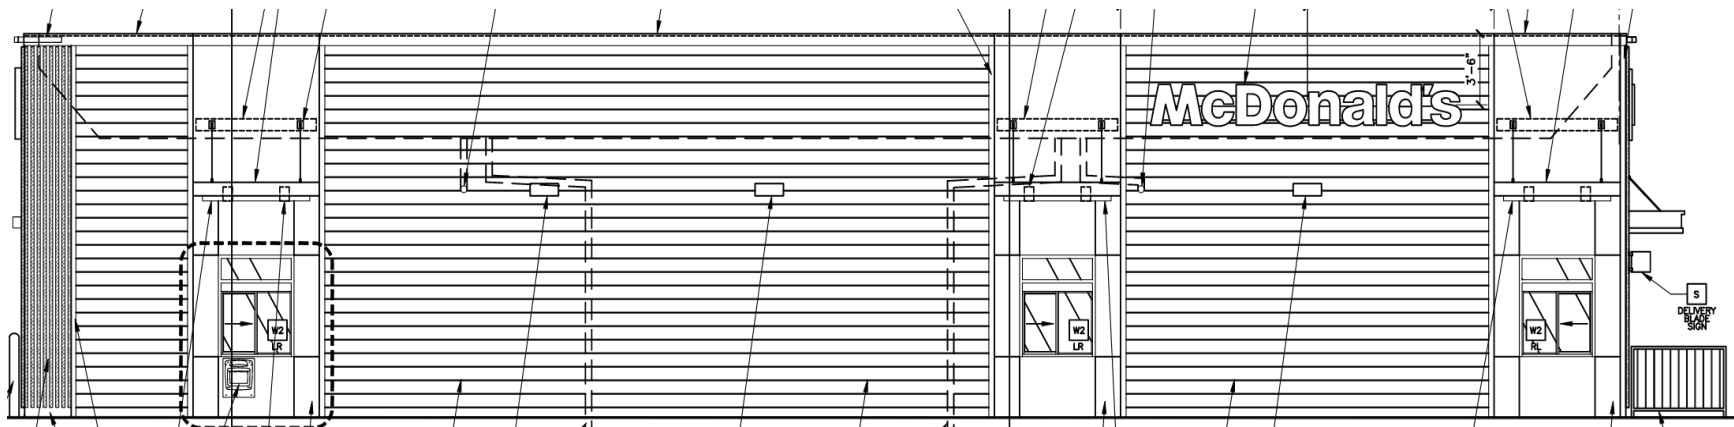 3'-6"
McDonald's
S
DELIVERY
BLADE
SIGN
W2
LR
W2
LR
W2
RL